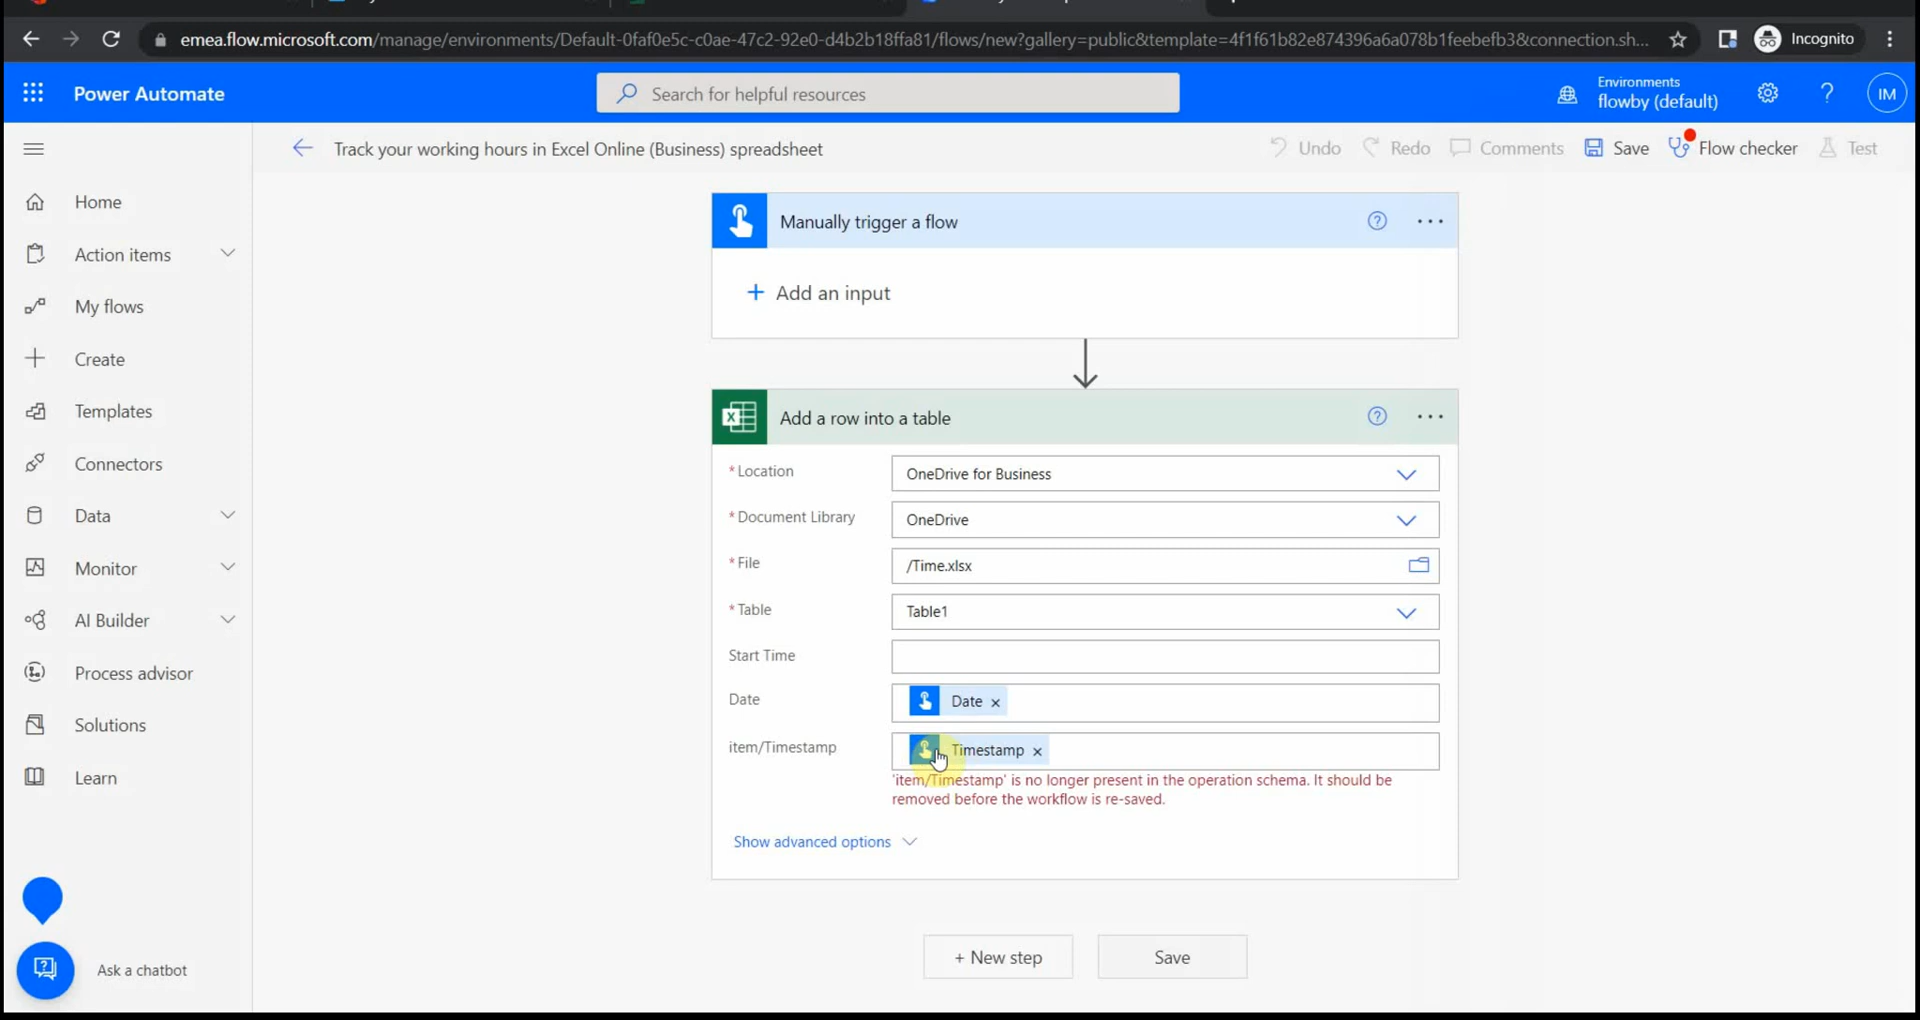 emea.flow.microsoft.com/manage/environments/Default-0faf0e5c-c0ae-47c2-92e0-d4b2b18ffa81/flows/new?gallery=public&template=4f1f61b82e874396a6a078b1feebefb3&connection.sh...
Incognito
Power Automate
Search for helpful resources
Environments
flowby (default)
IM
Track your working hours in Excel Online (Business) spreadsheet
Undo
Redo
Comments
Save
Flow checker
Test
Home
Action items
My flows
Create
Templates
Connectors
Data
Monitor
AI Builder
Process advisor
Solutions
Learn
Ask a chatbot
Manually trigger a flow
+ Add an input
Add a row into a table
* Location
OneDrive for Business
* Document Library
OneDrive
* File
/Time.xlsx
* Table
Table1
Start Time
Date
Date ×
item/Timestamp
Timestamp ×
'item/Timestamp' is no longer present in the operation schema. It should be
removed before the workflow is re-saved.
Show advanced options
+ New step
Save